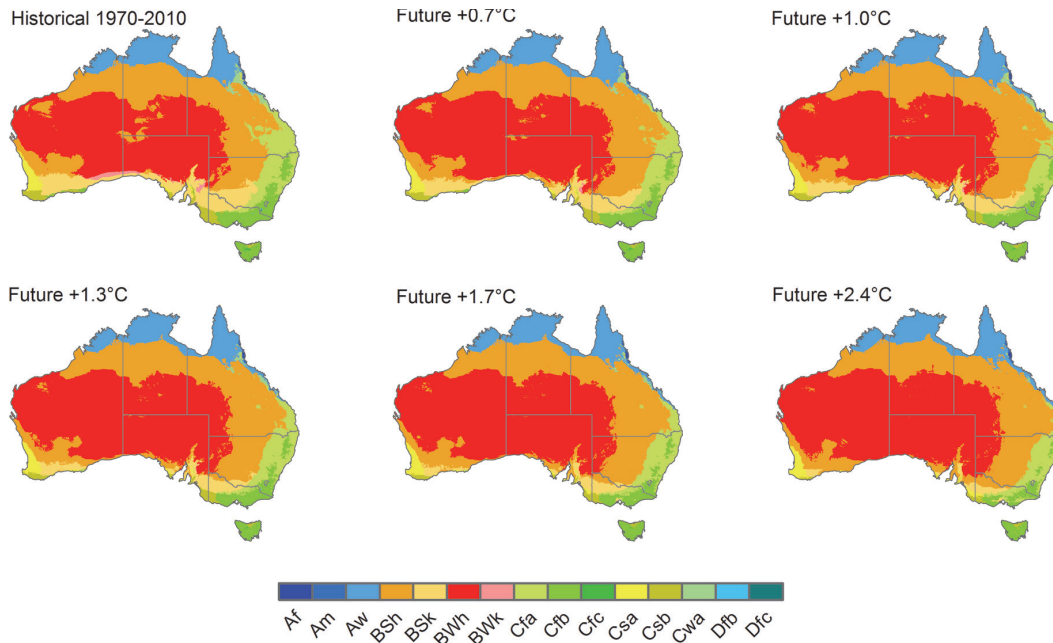 Historical 1970-2010
Future +0.7°C
Future +1.0°C
Future +1.3°C
Future +1.7°C
Future +2.4°C
Af
Am
Aw
BSh
BSk
BWh
BWk
Cfa
Cfb
Cfc
Csa
Csb
Cwa
Dfb
Dfc